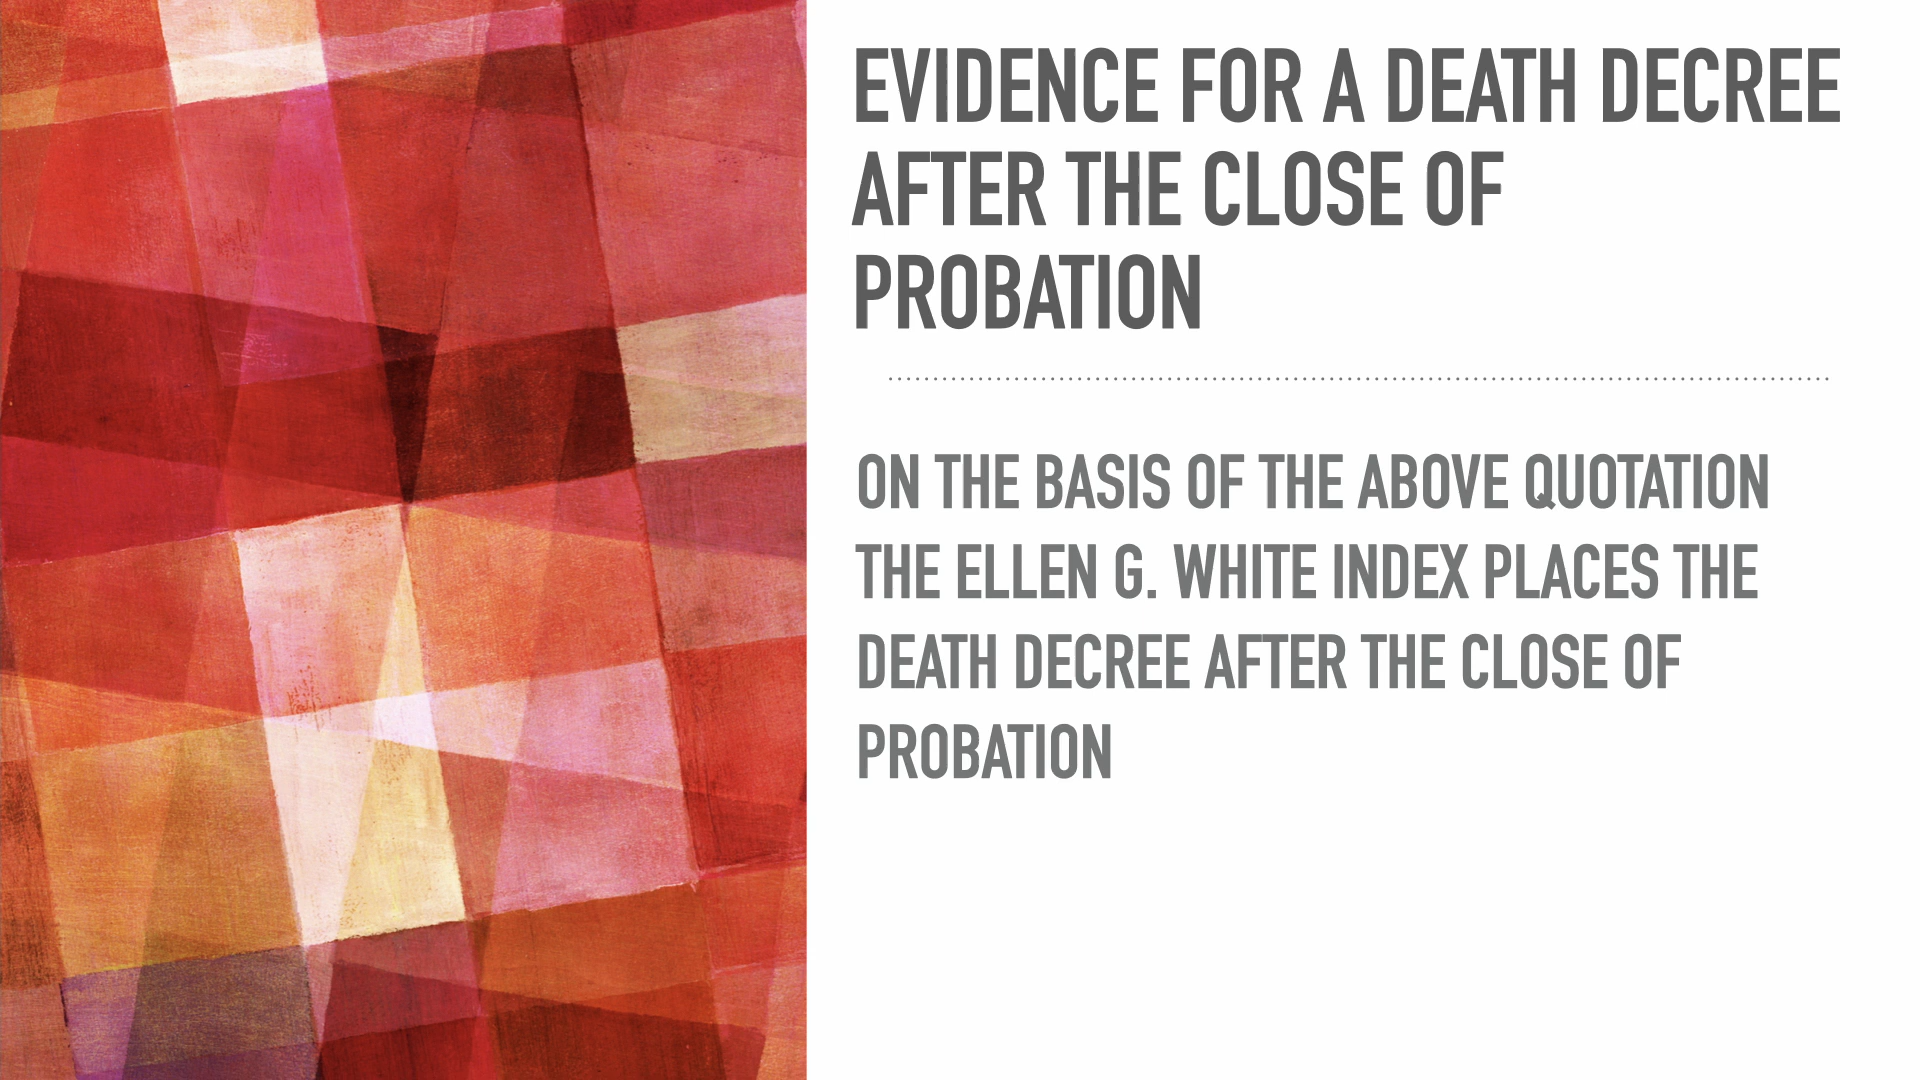 EVIDENCE FOR A DEATH DECREE
AFTER THE CLOSE OF
PROBATION
ON THE BASIS OF THE ABOVE QUOTATION
THE ELLEN G. WHITE INDEX PLACES THE
DEATH DECREE AFTER THE CLOSE OF
PROBATION